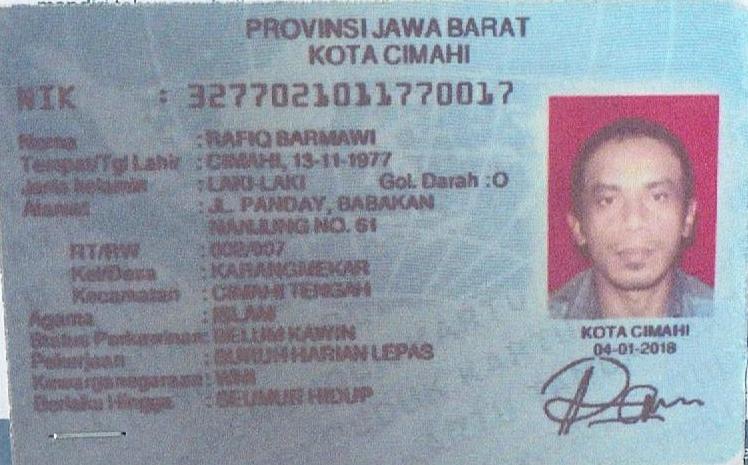 PROVINSI JAWA BARAT
KOTA CIMAHI
NIK : 3277021011770017
Nama : RAFIQ BARMAWI
Tempat/Tgl Lahir : CIMAHI, 13-11-1977
Jenis kelamin : LAKI-LAKI Gol. Darah :O
Alamat : JL. PANDAY, BABAKAN
NANJUNG NO. 61
RT/RW : 002/007
Kel/Desa : KARANGMEKAR
Kecamatan : CIMAHI TENGAH
Agama : ISLAM
Status Perkawinan: BELUM KAWIN
Pekerjaan : BURUH HARIAN LEPAS
Kewarganegaraan: WNI
Berlaku Hingga : SEUMUR HIDUP
KOTA CIMAHI
04-01-2018